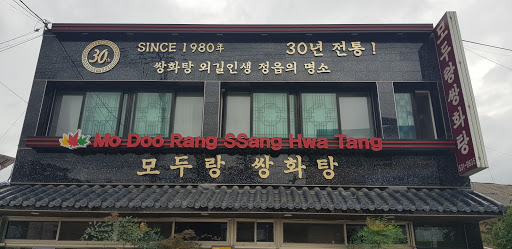 30
SINCE 1980年
30년 전통!
쌍화탕 외길인생 정읍의 명소
Mo Doo Rang SSang Hwa Tang
모두랑 쌍화탕
모두랑쌍화탕